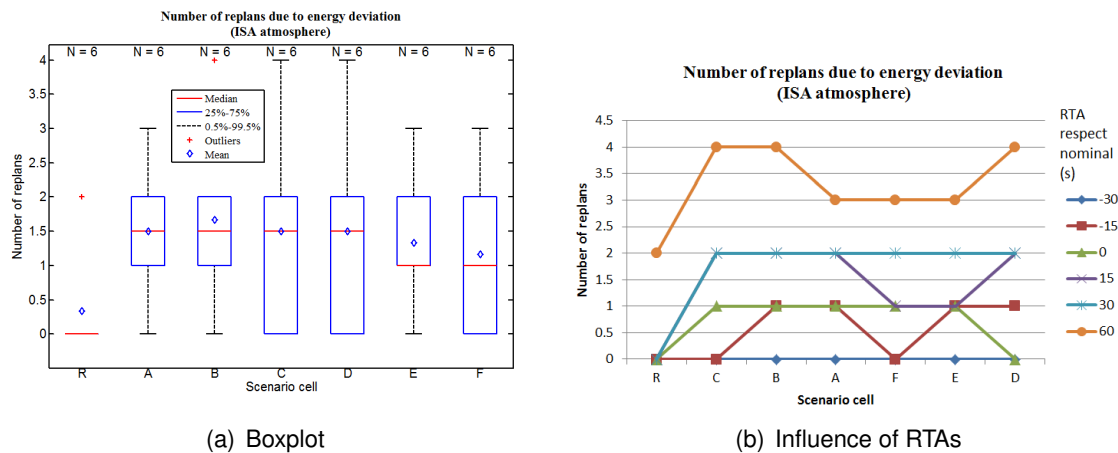 Number of replans due to energy deviation
(ISA atmosphere)
N = 6 N = 6 N = 6 N = 6 N = 6 N = 6 N = 6
4
3.5
3
2.5
2
1.5
1
0.5
0
Number of replans
Median
25%-75%
0.5%-99.5%
Outliers
Mean
R A B C D E F
Scenario cell
(a) Boxplot
Number of replans due to energy deviation
(ISA atmosphere)
4.5
4
3.5
3
2.5
2
1.5
1
0.5
0
Number of replans
R C B A F E D
Scenario cell
RTA
respect
nominal
(s)
-30
-15
0
15
30
60
(b) Influence of RTAs